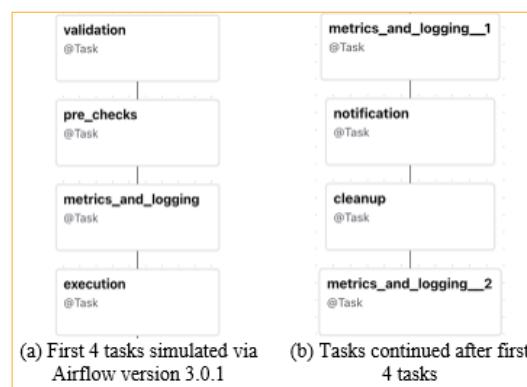 validation
@Task
pre_checks
@Task
metrics_and_logging
@Task
execution
@Task
(a) First 4 tasks simulated via
Airflow version 3.0.1
metrics_and_logging__1
@Task
notification
@Task
cleanup
@Task
metrics_and_logging__2
@Task
(b) Tasks continued after first
4 tasks